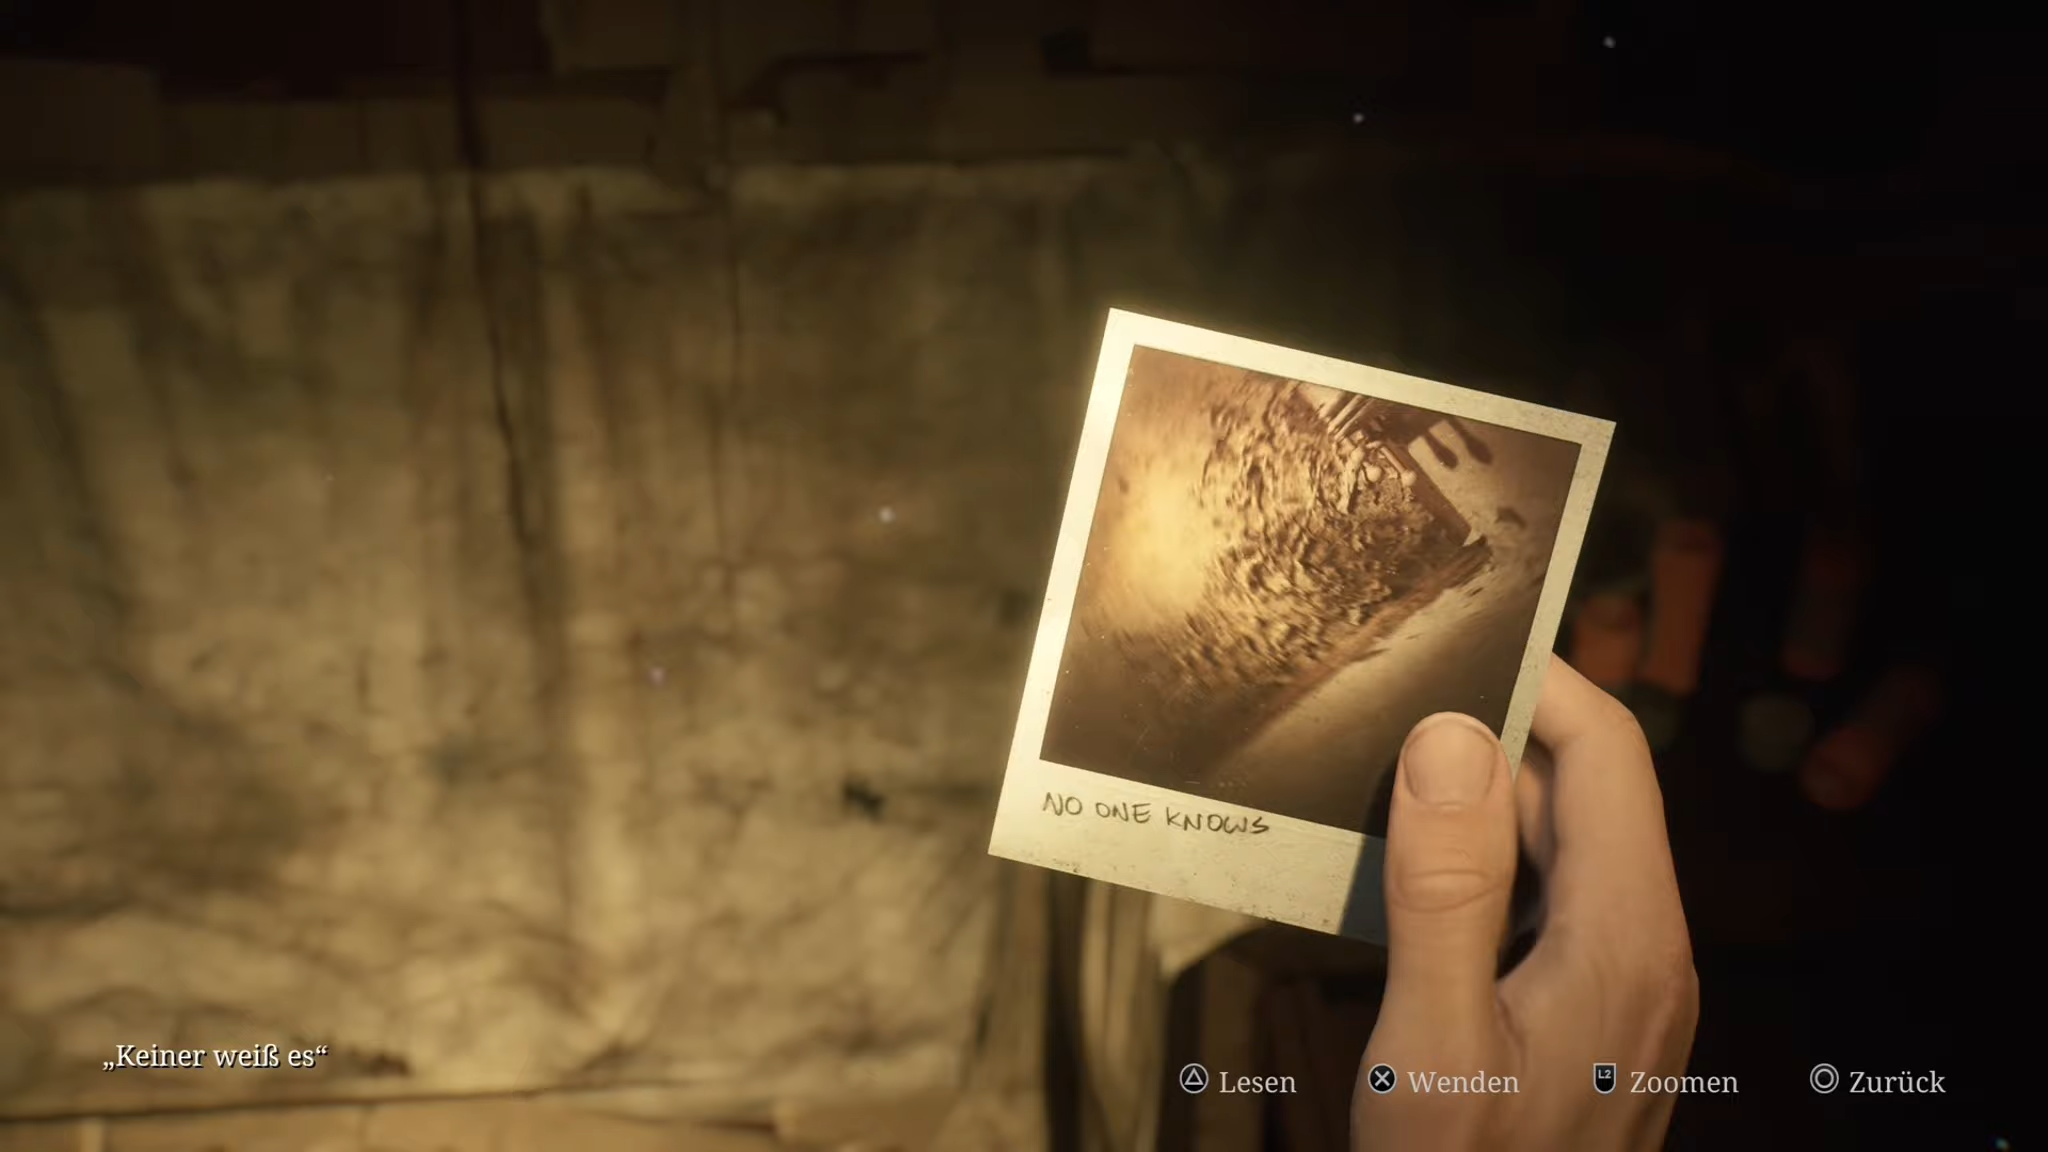 NO ONE KNOWS
„Keiner weiß es“
L2
Lesen
Wenden
Zoomen
Zurück